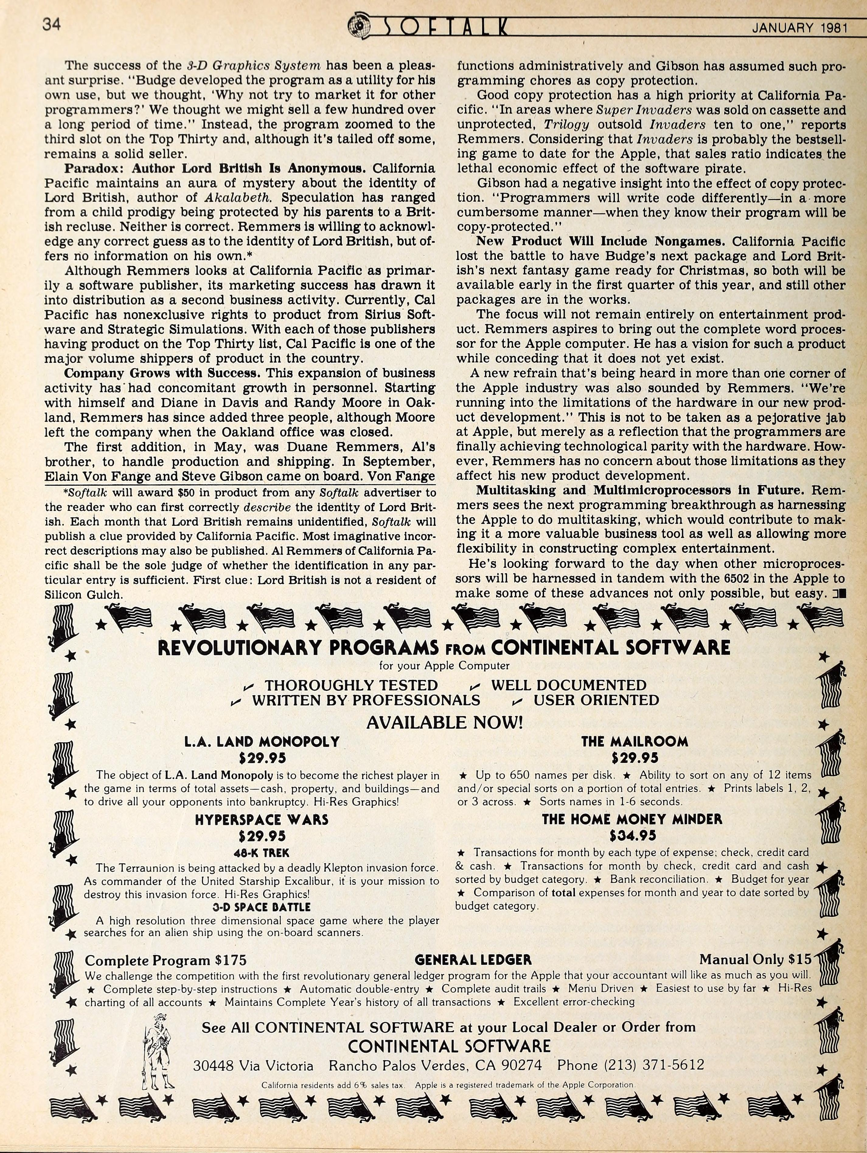 34
SOFTALK
JANUARY 1981
The success of the 3-D Graphics System has been a pleas-
ant surprise. "Budge developed the program as a utility for his
own use, but we thought, 'Why not try to market it for other
programmers?' We thought we might sell a few hundred over
a long period of time." Instead, the program zoomed to the
third slot on the Top Thirty and, although it's tailed off some,
remains a solid seller.
Paradox: Author Lord British Is Anonymous. California
Pacific maintains an aura of mystery about the identity of
Lord British, author of Akalabeth. Speculation has ranged
from a child prodigy being protected by his parents to a Brit-
ish recluse. Neither is correct. Remmers is willing to acknowl-
edge any correct guess as to the identity of Lord British, but of-
fers no information on his own.*
Although Remmers looks at California Pacific as primar-
ily a software publisher, its marketing success has drawn it
into distribution as a second business activity. Currently, Cal
Pacific has nonexclusive rights to product from Sirius Soft-
ware and Strategic Simulations. With each of those publishers
having product on the Top Thirty list, Cal Pacific is one of the
major volume shippers of product in the country.
Company Grows with Success. This expansion of business
activity has had concomitant growth in personnel. Starting
with himself and Diane in Davis and Randy Moore in Oak-
land, Remmers has since added three people, although Moore
left the company when the Oakland office was closed.
The first addition, in May, was Duane Remmers, Al's
brother, to handle production and shipping. In September,
Elain Von Fange and Steve Gibson came on board. Von Fange
*Softalk will award $50 in product from any Softalk advertiser to
the reader who can first correctly describe the identity of Lord Brit-
ish. Each month that Lord British remains unidentified, Softalk will
publish a clue provided by California Pacific. Most imaginative incor-
rect descriptions may also be published. Al Remmers of California Pa-
cific shall be the sole judge of whether the identification in any par-
ticular entry is sufficient. First clue: Lord British is not a resident of
Silicon Gulch.
functions administratively and Gibson has assumed such pro-
gramming chores as copy protection.
Good copy protection has a high priority at California Pa-
cific. "In areas where Super Invaders was sold on cassette and
unprotected, Trilogy outsold Invaders ten to one," reports
Remmers. Considering that Invaders is probably the bestsell-
ing game to date for the Apple, that sales ratio indicates the
lethal economic effect of the software pirate.
Gibson had a negative insight into the effect of copy protec-
tion. "Programmers will write code differently—in a more
cumbersome manner—when they know their program will be
copy-protected."
New Product Will Include Nongames. California Pacific
lost the battle to have Budge's next package and Lord Brit-
ish's next fantasy game ready for Christmas, so both will be
available early in the first quarter of this year, and still other
packages are in the works.
The focus will not remain entirely on entertainment prod-
uct. Remmers aspires to bring out the complete word proces-
sor for the Apple computer. He has a vision for such a product
while conceding that it does not yet exist.
A new refrain that's being heard in more than one corner of
the Apple industry was also sounded by Remmers. "We're
running into the limitations of the hardware in our new prod-
uct development." This is not to be taken as a pejorative jab
at Apple, but merely as a reflection that the programmers are
finally achieving technological parity with the hardware. How-
ever, Remmers has no concern about those limitations as they
affect his new product development.
Multitasking and Multimicroprocessors in Future. Rem-
mers sees the next programming breakthrough as harnessing
the Apple to do multitasking, which would contribute to mak-
ing it a more valuable business tool as well as allowing more
flexibility in constructing complex entertainment.
He's looking forward to the day when other microproces-
sors will be harnessed in tandem with the 6502 in the Apple to
make some of these advances not only possible, but easy.
REVOLUTIONARY PROGRAMS FROM CONTINENTAL SOFTWARE
for your Apple Computer
✓ THOROUGHLY TESTED ✓ WELL DOCUMENTED
✓ WRITTEN BY PROFESSIONALS ✓ USER ORIENTED
AVAILABLE NOW!
L.A. LAND MONOPOLY
$29.95
The object of L.A. Land Monopoly is to become the richest player in
the game in terms of total assets—cash, property, and buildings—and
to drive all your opponents into bankruptcy. Hi-Res Graphics!
HYPERSPACE WARS
$29.95
48-K TREK
The Terraunion is being attacked by a deadly Klepton invasion force.
As commander of the United Starship Excalibur, it is your mission to
destroy this invasion force. Hi-Res Graphics!
3-D SPACE BATTLE
A high resolution three dimensional space game where the player
searches for an alien ship using the on-board scanners.
THE MAILROOM
$29.95
★ Up to 650 names per disk. ★ Ability to sort on any of 12 items
and/or special sorts on a portion of total entries. ★ Prints labels 1, 2,
or 3 across. ★ Sorts names in 1-6 seconds.
THE HOME MONEY MINDER
$34.95
★ Transactions for month by each type of expense; check, credit card
& cash. ★ Transactions for month by check, credit card and cash
sorted by budget category. ★ Bank reconciliation. ★ Budget for year
★ Comparison of total expenses for month and year to date sorted by
budget category.
Complete Program $175 GENERAL LEDGER Manual Only $15
We challenge the competition with the first revolutionary general ledger program for the Apple that your accountant will like as much as you will.
★ Complete step-by-step instructions ★ Automatic double-entry ★ Complete audit trails ★ Menu Driven ★ Easiest to use by far ★ Hi-Res
charting of all accounts ★ Maintains Complete Year's history of all transactions ★ Excellent error-checking
See All CONTINENTAL SOFTWARE at your Local Dealer or Order from
CONTINENTAL SOFTWARE
30448 Via Victoria Rancho Palos Verdes, CA 90274 Phone (213) 371-5612
California residents add 6% sales tax Apple is a registered trademark of the Apple Corporation